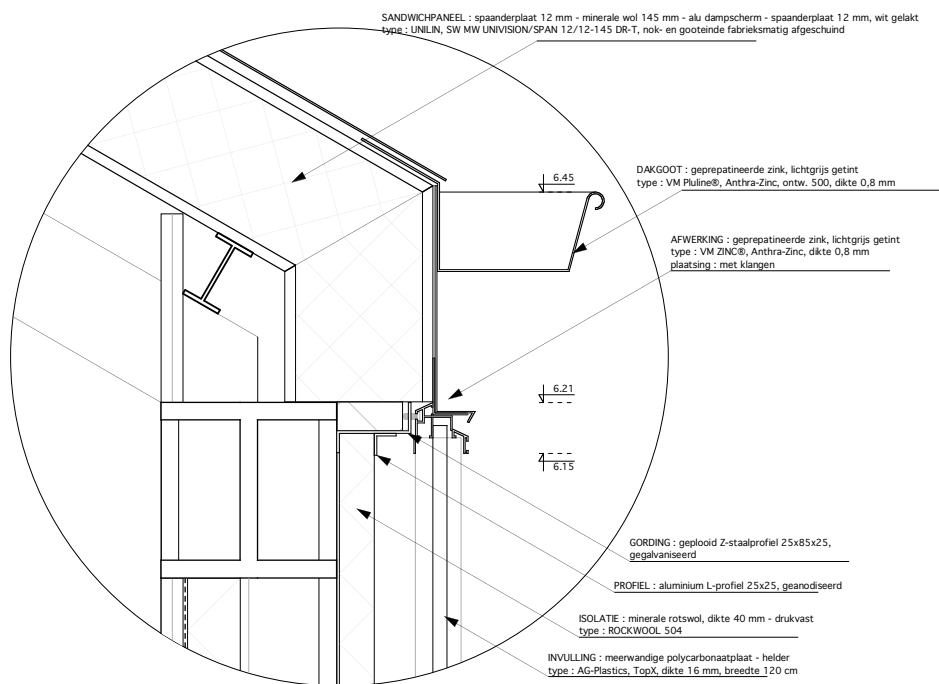 SANDWICHPANEEL : spaanderplaat 12 mm - minerale wol 145 mm - alu dampscherm - spaanderplaat 12 mm, wit gelakt
type : UNILIN, SW MW UNIVISION/SPAN 12/12-145 DR-T, nok- en gooteinde fabrieksmatig afgeschuind
DAKGOOT : geprepatineerde zink, lichtgrijs getint
type : VM Pluline®, Anthra-Zinc, ontw. 500, dikte 0,8 mm
6.45
AFWERKING : geprepatineerde zink, lichtgrijs getint
type : VM ZINC®, Anthra-Zinc, dikte 0,8 mm
plaatsing : met klangen
6.21
6.15
GORDING : geplooid Z-staalprofiel 25x85x25,
gegalvaniseerd
PROFIEL : aluminium L-profiel 25x25, geanodiseerd
ISOLATIE : minerale rotswol, dikte 40 mm - drukvast
type : ROCKWOOL 504
INVULLING : meerwandige polycarbonaatplaat - helder
type : AG-Plastics, TopX, dikte 16 mm, breedte 120 cm